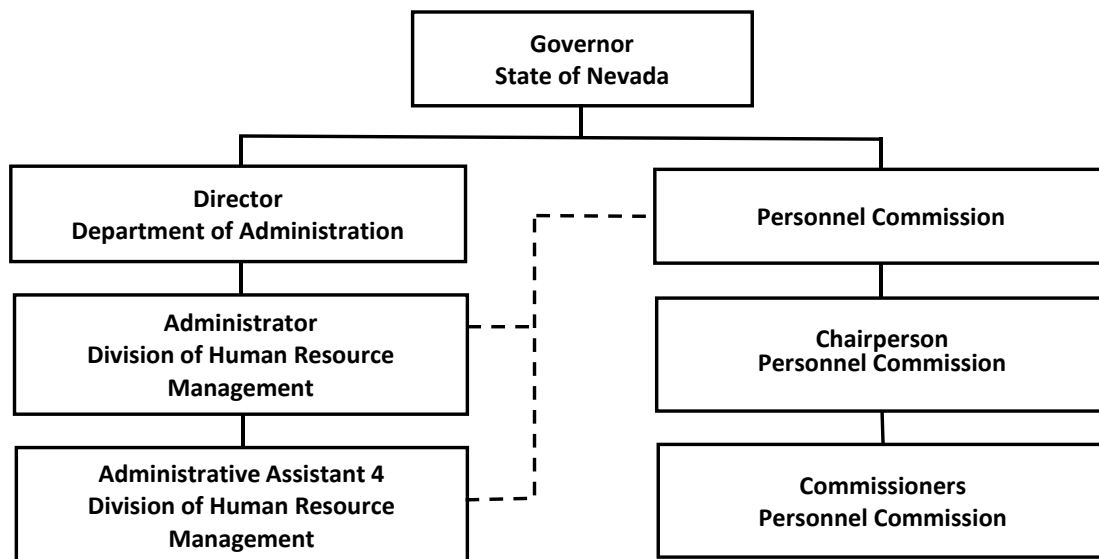 Governor
State of Nevada
Director
Department of Administration
Personnel Commission
Administrator
Division of Human Resource
Management
Chairperson
Personnel Commission
Administrative Assistant 4
Division of Human Resource
Management
Commissioners
Personnel Commission